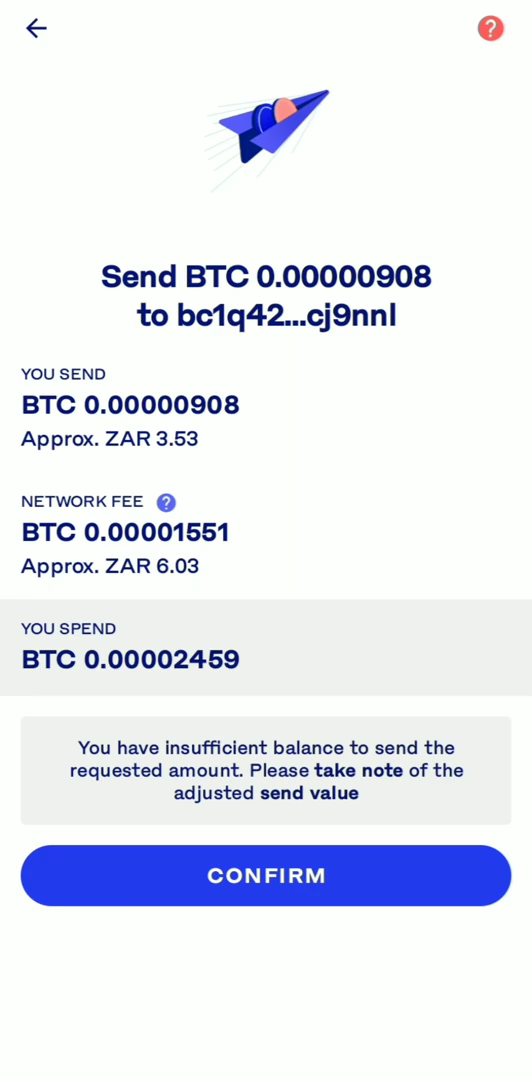 Send BTC 0.00000908
to bc1q42...cj9nnl
YOU SEND
BTC 0.00000908
Approx. ZAR 3.53
NETWORK FEE ?
BTC 0.00001551
Approx. ZAR 6.03
YOU SPEND
BTC 0.00002459
You have insufficient balance to send the
requested amount. Please take note of the
adjusted send value
CONFIRM